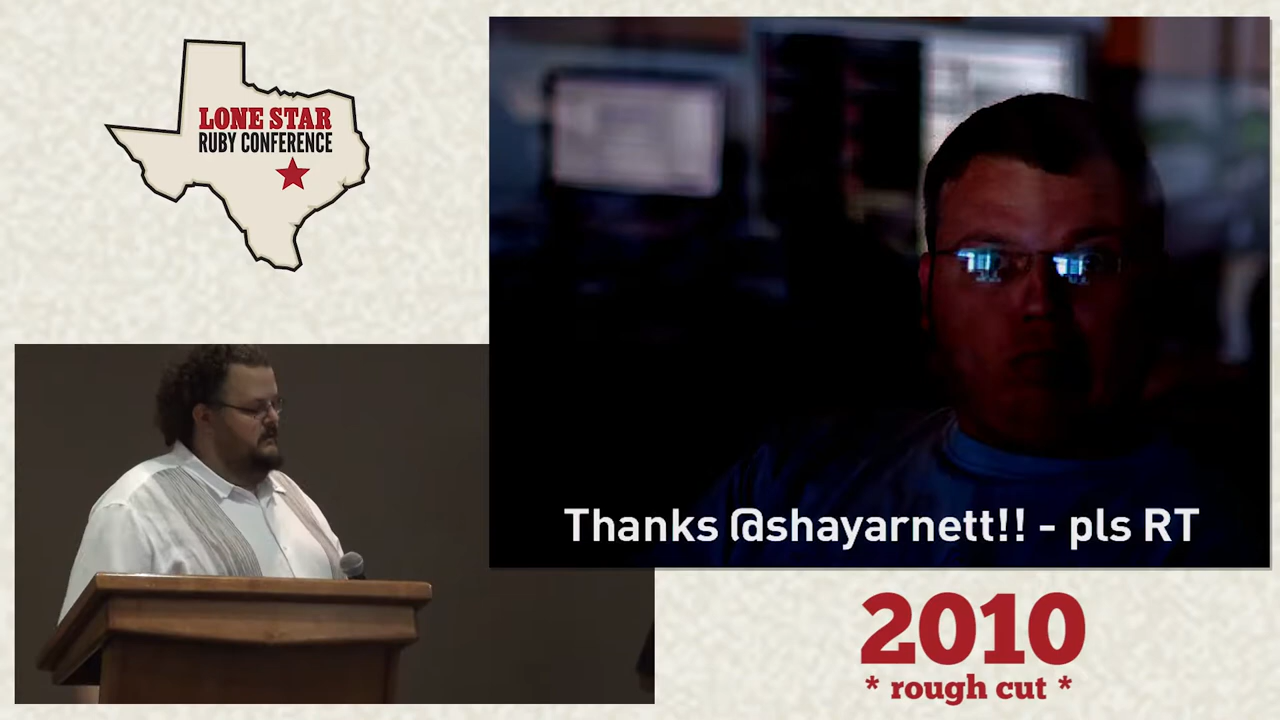 LONE STAR
RUBY CONFERENCE
Thanks @shayarnett!! - pls RT
2010
* rough cut *